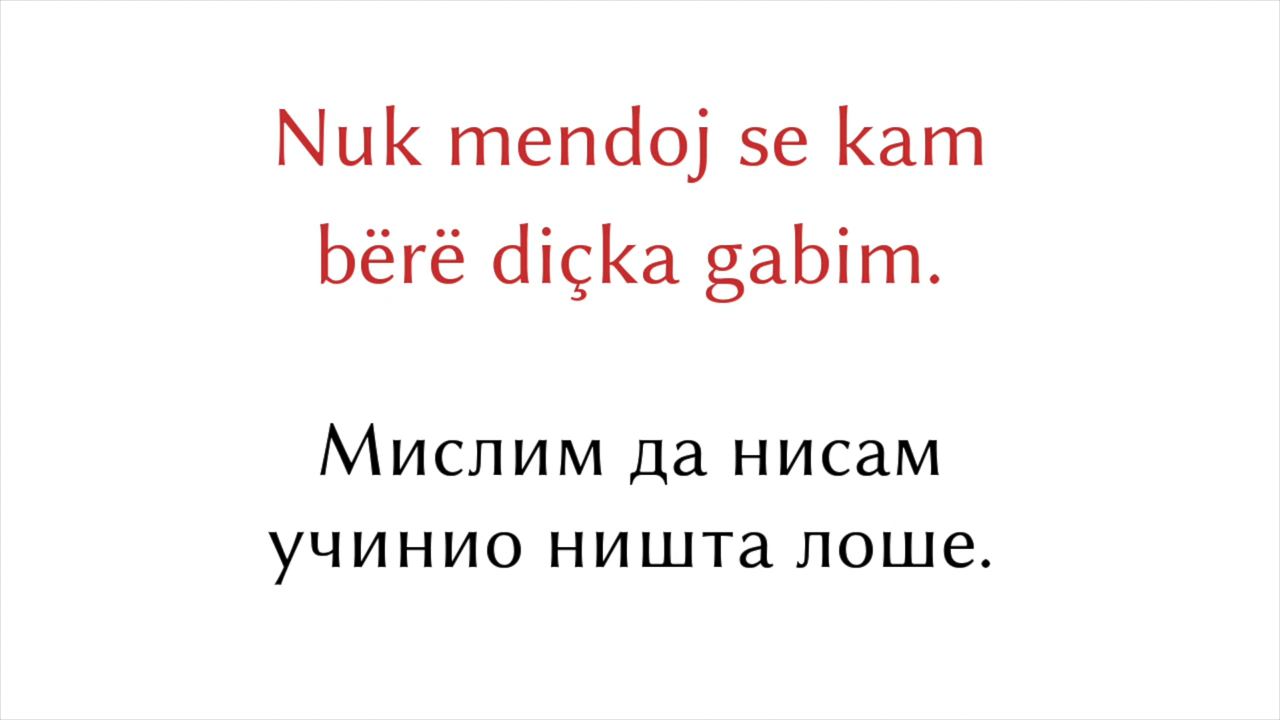 Nuk mendoj se kam
bërë diçka gabim.
Мислим да нисам
учинио ништа лоше.